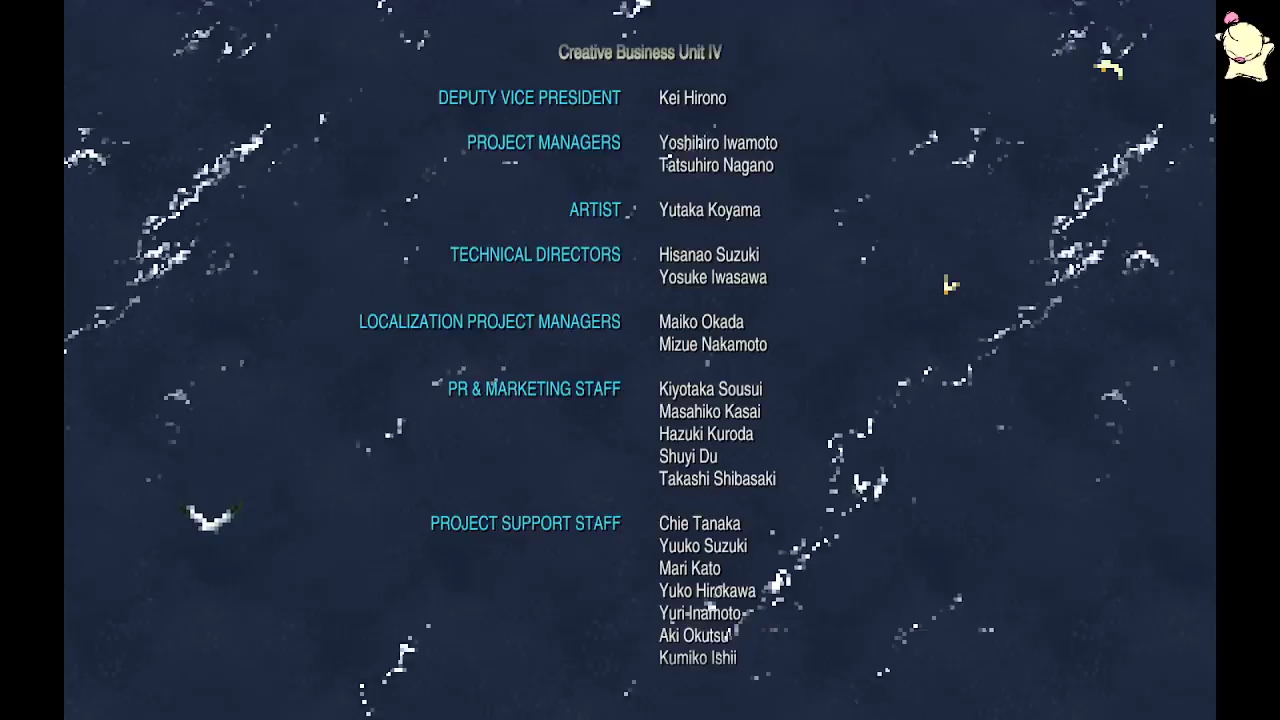 Creative Business Unit IV
DEPUTY VICE PRESIDENT Kei Hirono
PROJECT MANAGERS Yoshihiro Iwamoto
Tatsuhiro Nagano
ARTIST Yutaka Koyama
TECHNICAL DIRECTORS Hisanao Suzuki
Yosuke Iwasawa
LOCALIZATION PROJECT MANAGERS Maiko Okada
Mizue Nakamoto
PR & MARKETING STAFF Kiyotaka Sousui
Masahiko Kasai
Hazuki Kuroda
Shuyi Du
Takashi Shibasaki
PROJECT SUPPORT STAFF Chie Tanaka
Yuuko Suzuki
Mari Kato
Yuko Hirokawa
Yuri Inamoto
Aki Okutsu
Kumiko Ishii